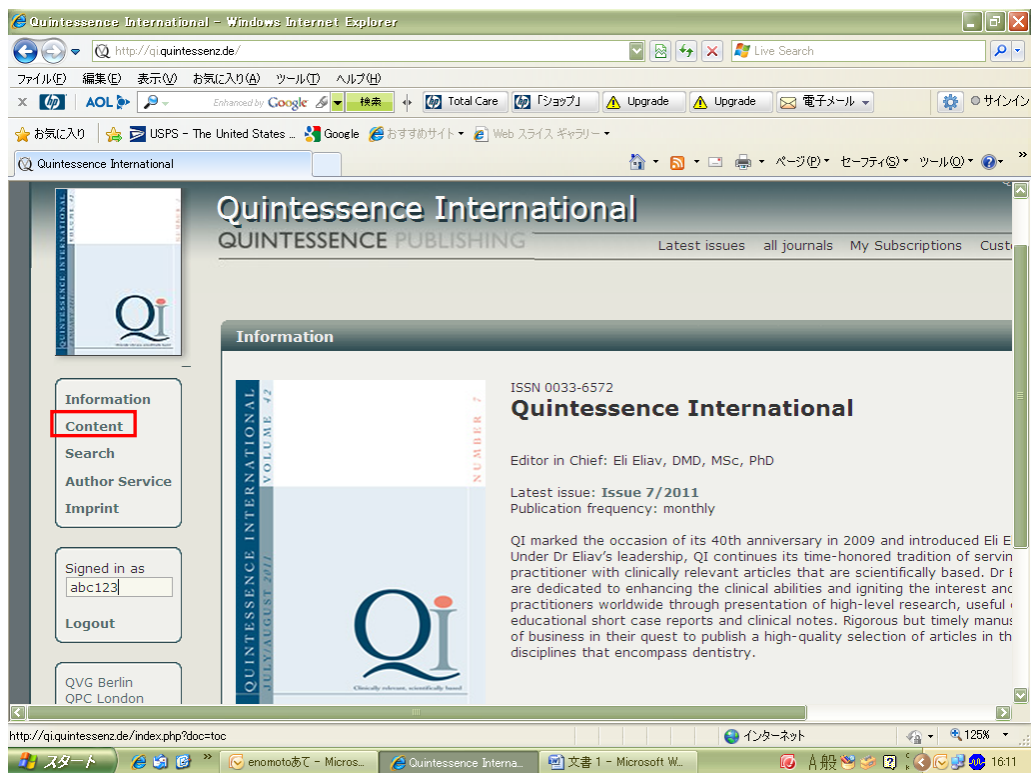 Quintessence International - Windows Internet Explorer
http://qi.quintessenz.de/
Live Search
ファイル(F) 編集(E) 表示(V) お気に入り(A) ツール(T) ヘルプ(H)
x hp AOL Enhanced by Google 検索 Total Care 「ショップ」 Upgrade Upgrade 電子メール サインイン
お気に入り USPS - The United States ... Google おすすめサイト Web スライス ギャラリー
Quintessence International ページ(P) セーフティ(S) ツール(O) »
QUINTESSENCE INTERNATIONAL
VOLUME 42
Qi
Quintessence International
QUINTESSENCE PUBLISHING
Latest issues all journals My Subscriptions Cust
Information
Information
Content
Search
Author Service
Imprint
Signed in as
abc123
Logout
QVG Berlin
QPC London
QUINTESSENCE INTERNATIONAL
VOLUME 42
NUMBER 7
JULY/AUGUST 2011
QI
Clinically relevant, scientifically based
ISSN 0033-6572
Quintessence International
Editor in Chief: Eli Eliav, DMD, MSc, PhD
Latest issue: Issue 7/2011
Publication frequency: monthly
QI marked the occasion of its 40th anniversary in 2009 and introduced Eli E
Under Dr Eliav's leadership, QI continues its time-honored tradition of servin
practitioner with clinically relevant articles that are scientifically based. Dr E
are dedicated to enhancing the clinical abilities and igniting the interest and
practitioners worldwide through presentation of high-level research, useful
educational short case reports and clinical notes. Rigorous but timely manus
of business in their quest to publish a high-quality selection of articles in th
disciplines that encompass dentistry.
http://qi.quintessenz.de/index.php?doc=toc インターネット 125%
スタート » enomotoあて - Micros... Quintessence Interna... 文書 1 - Microsoft W... A 般 16:11